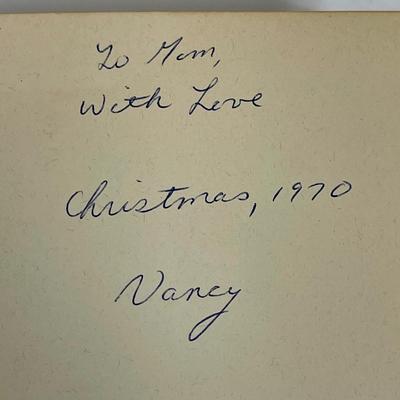 To Mom,
With Love
Christmas, 1970
Nancy